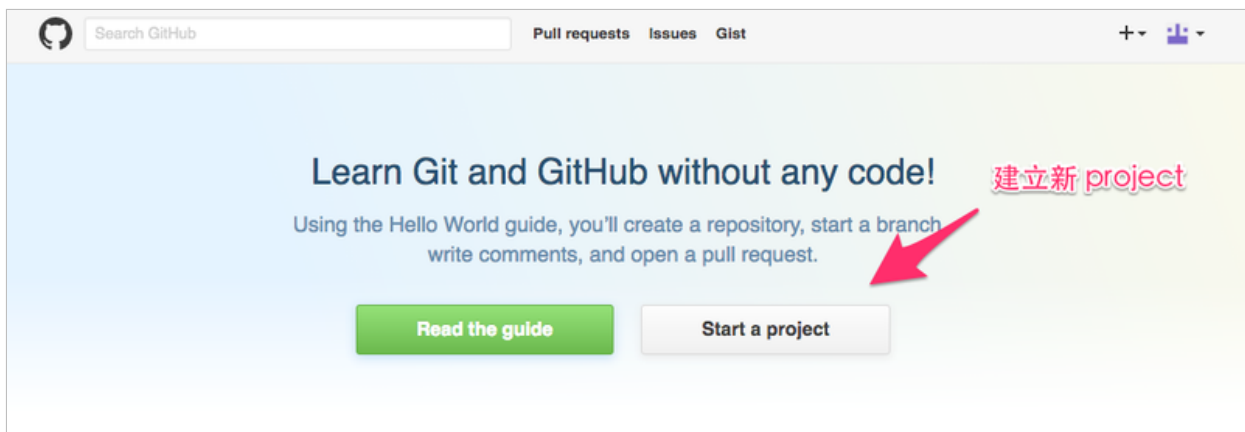 Search GitHub
Pull requests Issues Gist
Learn Git and GitHub without any code!
建立新 project
Using the Hello World guide, you'll create a repository, start a branch
write comments, and open a pull request.
Read the guide
Start a project